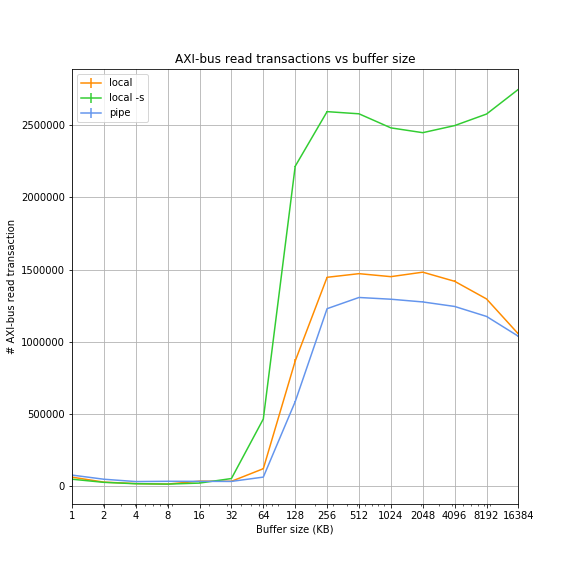 AXI-bus read transactions vs buffer size
local
local -s
pipe
# AXI-bus read transaction
2500000
2000000
1500000
1000000
500000
0
1 2 4 8 16 32 64 128 256 512 1024 2048 4096 8192 16384
Buffer size (KB)